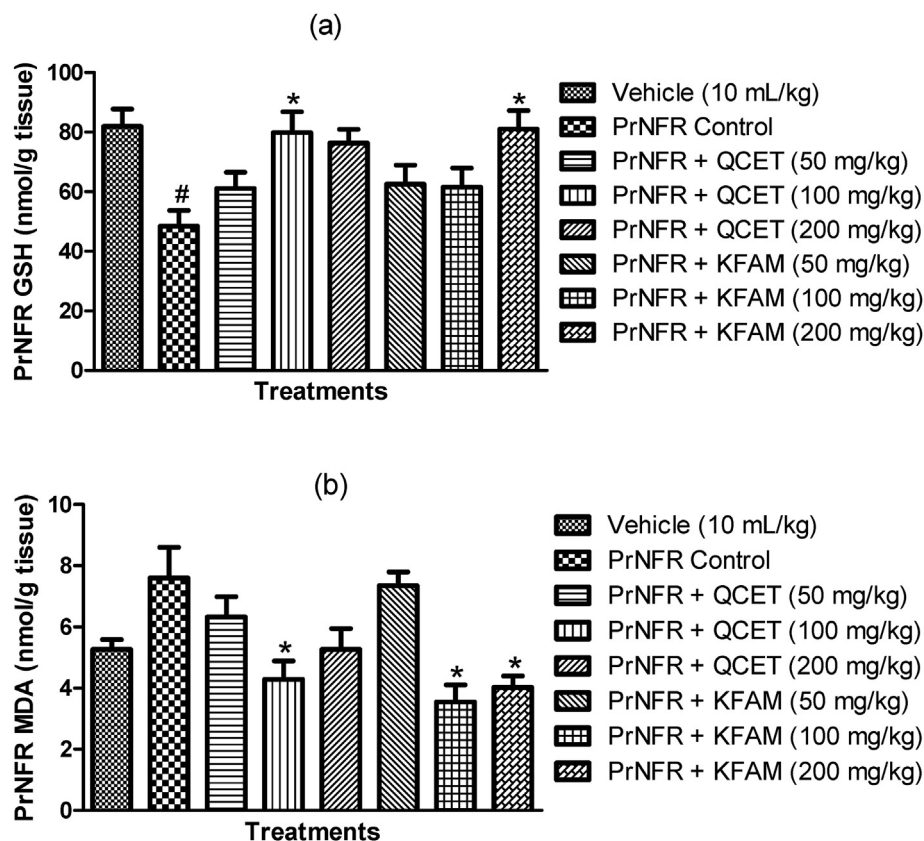 (a)
PrNFR GSH (nmol/g tissue)
100
80
60
40
20
0
#
*
*
Treatments
Vehicle (10 mL/kg)
PrNFR Control
PrNFR + QCET (50 mg/kg)
PrNFR + QCET (100 mg/kg)
PrNFR + QCET (200 mg/kg)
PrNFR + KFAM (50 mg/kg)
PrNFR + KFAM (100 mg/kg)
PrNFR + KFAM (200 mg/kg)
(b)
PrNFR MDA (nmol/g tissue)
10
8
6
4
2
0
*
*
*
Treatments
Vehicle (10 mL/kg)
PrNFR Control
PrNFR + QCET (50 mg/kg)
PrNFR + QCET (100 mg/kg)
PrNFR + QCET (200 mg/kg)
PrNFR + KFAM (50 mg/kg)
PrNFR + KFAM (100 mg/kg)
PrNFR + KFAM (200 mg/kg)